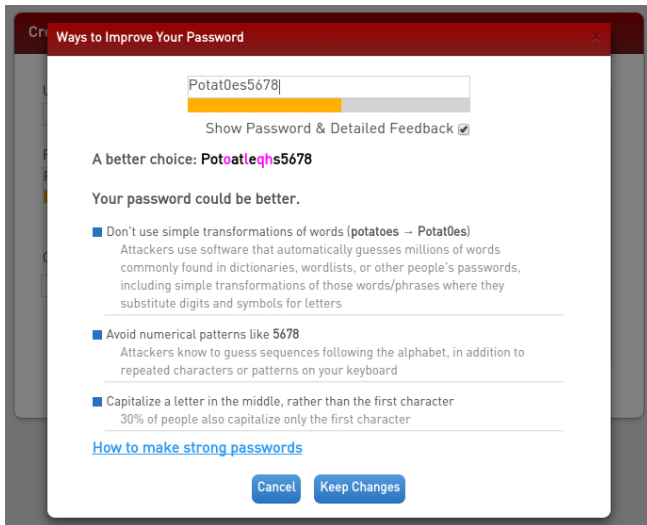 Cre
Ways to Improve Your Password ×
U
Potat0es5678
Show Password & Detailed Feedback
P
A better choice: Potoatleqhs5678
Your password could be better.
Don't use simple transformations of words (potatoes → Potat0es)
Attackers use software that automatically guesses millions of words
commonly found in dictionaries, wordlists, or other people's passwords,
including simple transformations of those words/phrases where they
substitute digits and symbols for letters
Avoid numerical patterns like 5678
Attackers know to guess sequences following the alphabet, in addition to
repeated characters or patterns on your keyboard
Capitalize a letter in the middle, rather than the first character
30% of people also capitalize only the first character
How to make strong passwords
Cancel Keep Changes